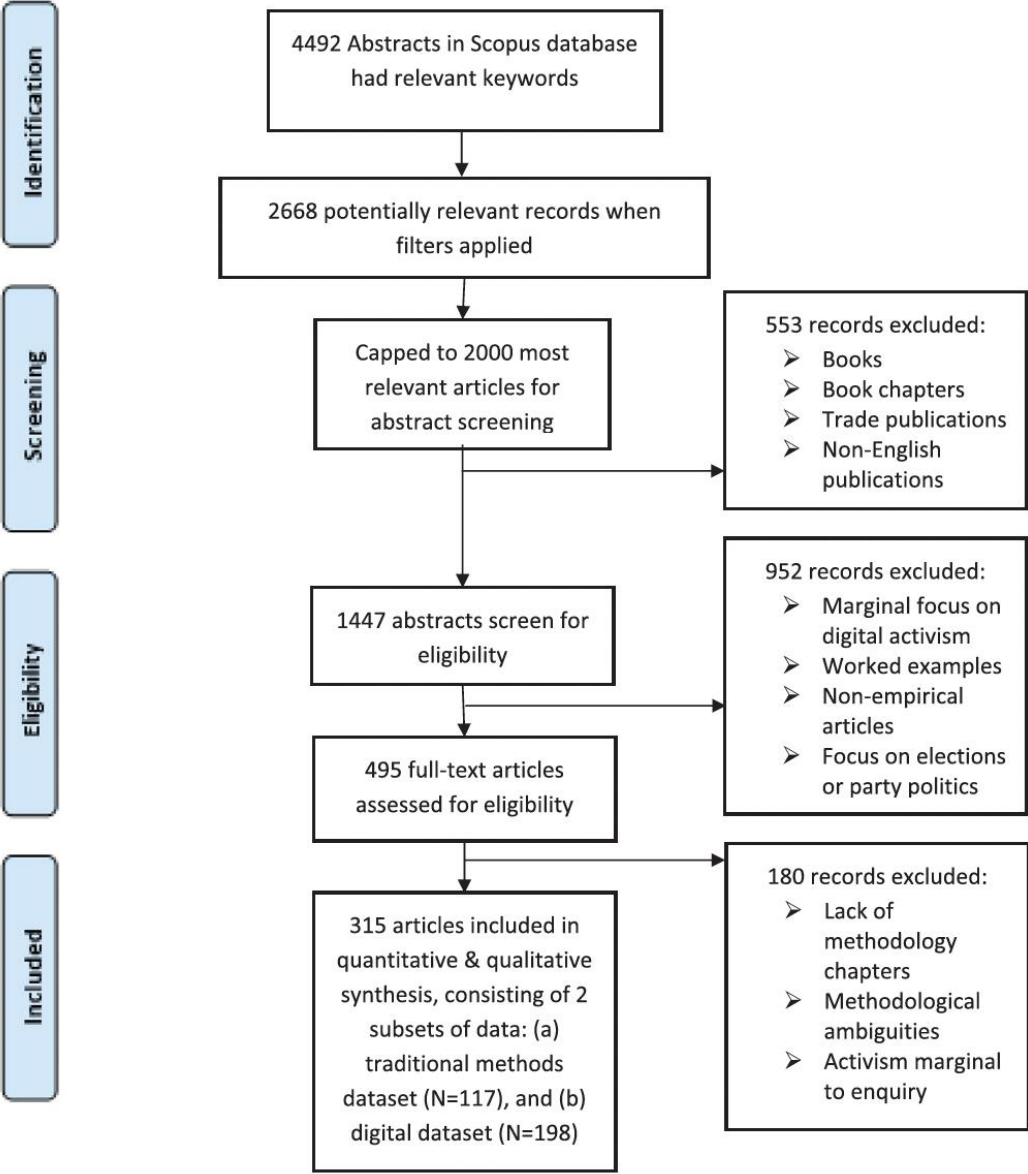 Identification
4492 Abstracts in Scopus database
had relevant keywords
2668 potentially relevant records when
filters applied
Screening
Capped to 2000 most
relevant articles for
abstract screening
553 records excluded:
➢ Books
➢ Book chapters
➢ Trade publications
➢ Non-English
publications
Eligibility
1447 abstracts screen for
eligibility
952 records excluded:
➢ Marginal focus on
digital activism
➢ Worked examples
➢ Non-empirical
articles
➢ Focus on elections
or party politics
495 full-text articles
assessed for eligibility
180 records excluded:
➢ Lack of
methodology
chapters
➢ Methodological
ambiguities
➢ Activism marginal
to enquiry
Included
315 articles included in
quantitative & qualitative
synthesis, consisting of 2
subsets of data: (a)
traditional methods
dataset (N=117), and (b)
digital dataset (N=198)